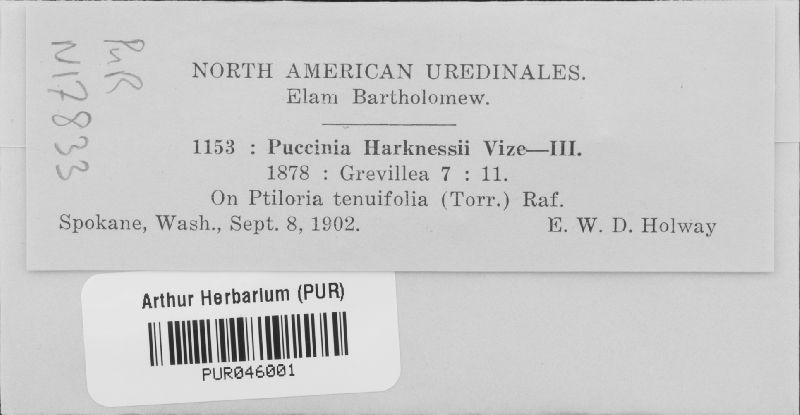 PUR
N17833
NORTH AMERICAN UREDINALES.
Elam Bartholomew.
1153 : Puccinia Harknessii Vize—III.
1878 : Grevillea 7 : 11.
On Ptiloria tenuifolia (Torr.) Raf.
Spokane, Wash., Sept. 8, 1902. E. W. D. Holway
Arthur Herbarium (PUR)
PUR046001